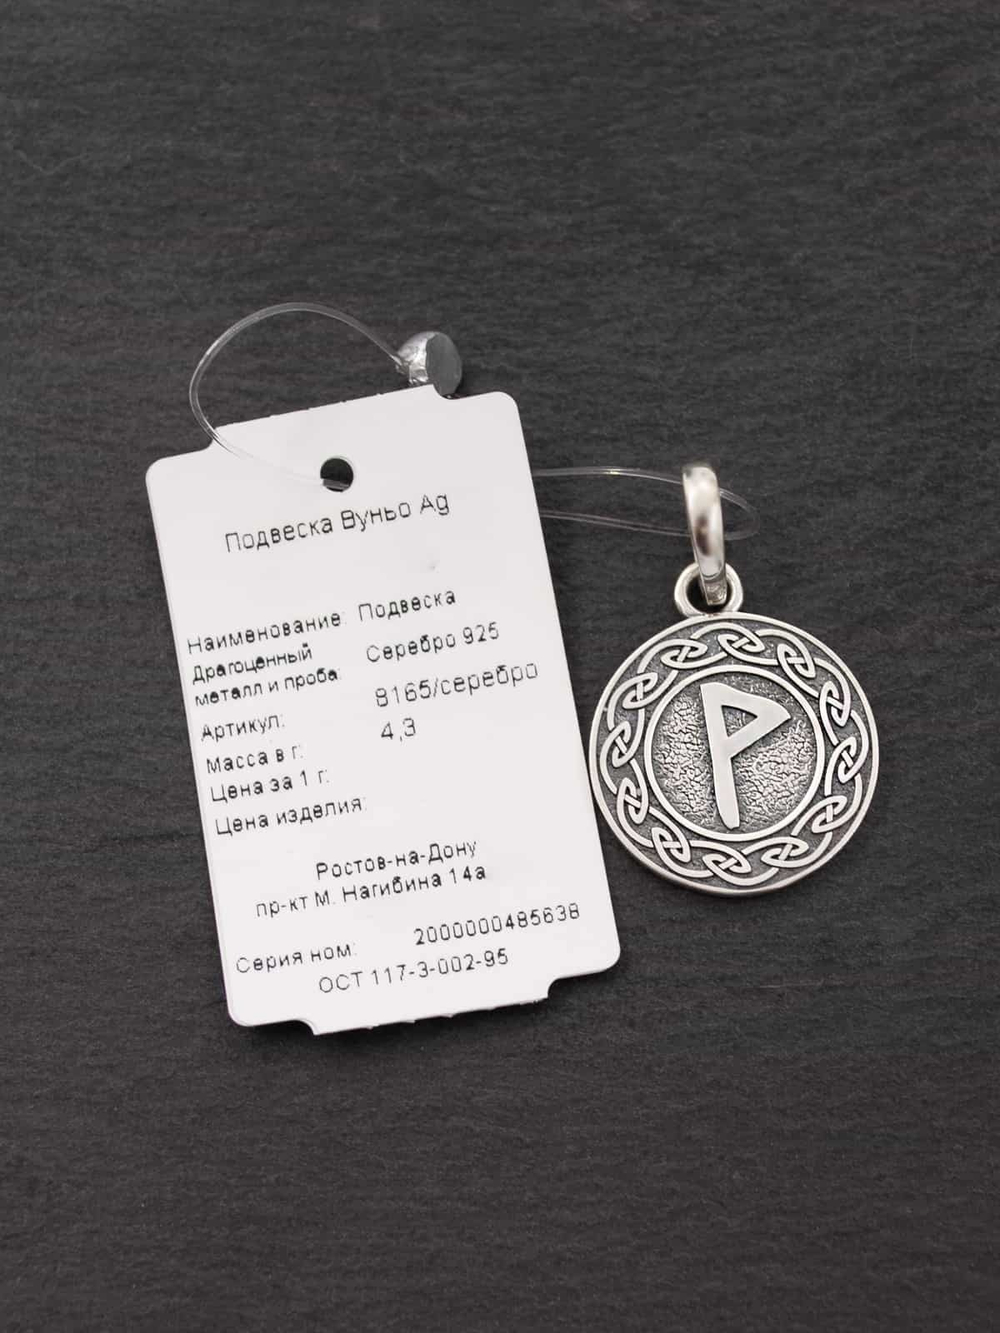 Подвеска Вуньо Ag
Наименование: Подвеска
Драгоценный
металл и проба: Серебро 925
Артикул: 8165/серебро
Масса в г: 4,3
Цена за 1 г:
Цена изделия:
Ростов-на-Дону
пр-кт М. Нагибина 14а
Серия ном: 2000000485638
ОСТ 117-3-002-95
ᚹ